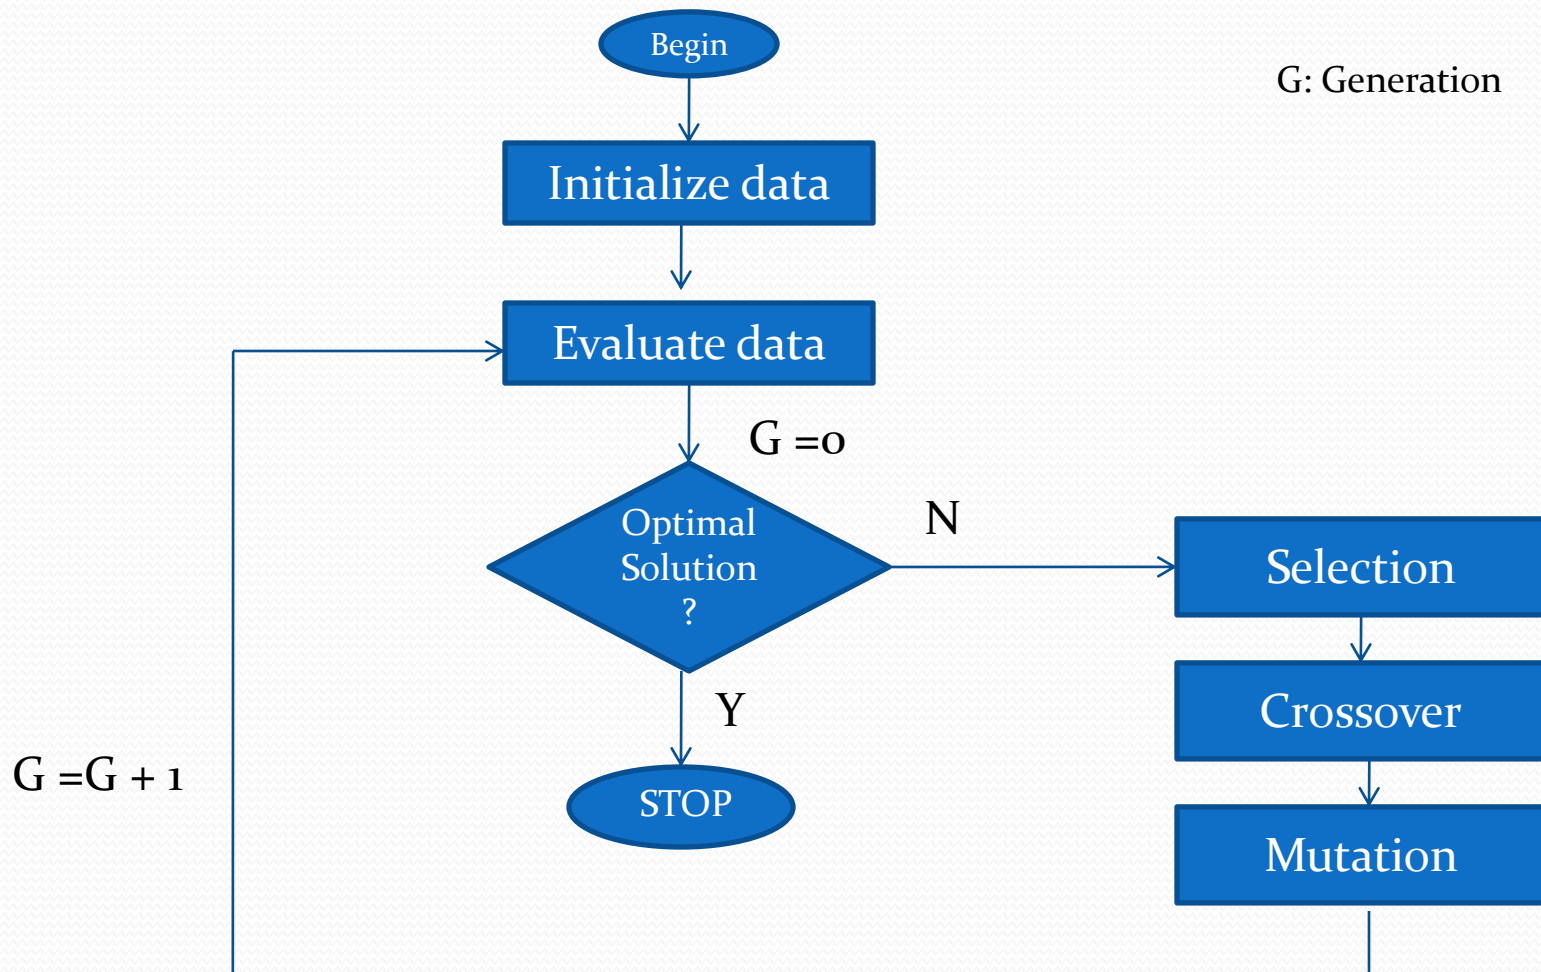 Begin
G: Generation
Initialize data
Evaluate data
G =0
Optimal
Solution
?
N
Selection
Y
Crossover
G =G + 1
STOP
Mutation